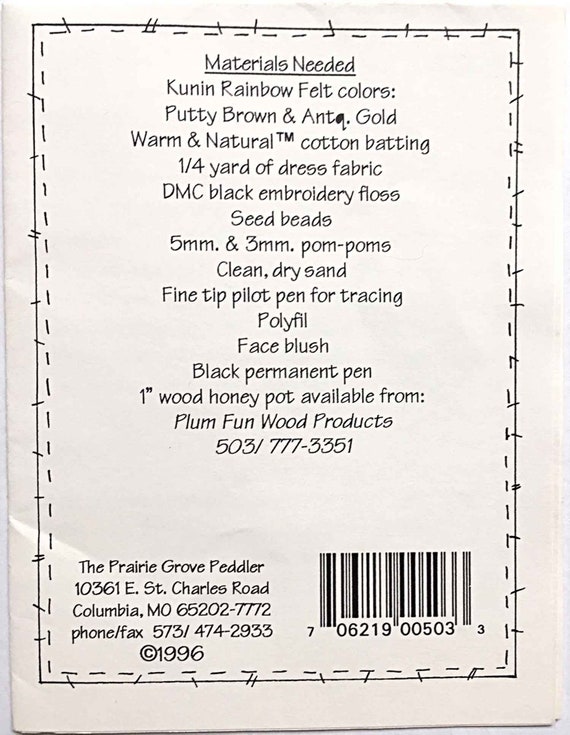 Materials Needed
Kunin Rainbow Felt colors:
Putty Brown & Antq. Gold
Warm & Natural™ cotton batting
1/4 yard of dress fabric
DMC black embroidery floss
Seed beads
5mm. & 3mm. pom-poms
Clean, dry sand
Fine tip pilot pen for tracing
Polyfil
Face blush
Black permanent pen
1" wood honey pot available from:
Plum Fun Wood Products
503/ 777-3351
The Prairie Grove Peddler
10361 E. St. Charles Road
Columbia, MO 65202-7772
phone/fax 573/ 474-2933
©1996
7 06219 00503 3